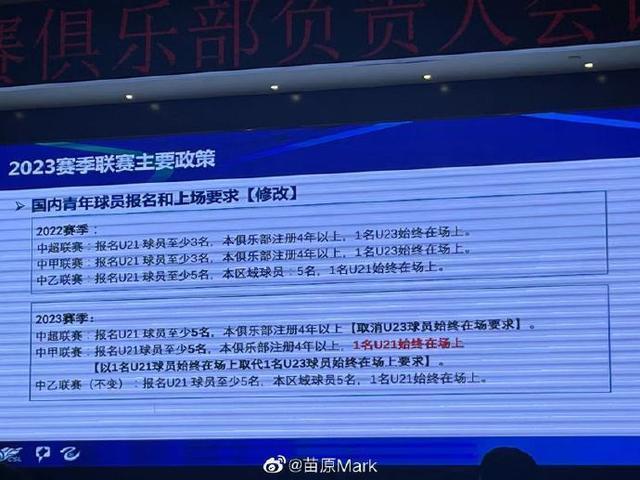 赛俱乐部负责人会
2023赛季联赛主要政策
➢ 国内青年球员报名和上场要求【修改】
2022赛季：
中超联赛：报名U21 球员至少3名，本俱乐部注册4年以上，1名U23始终在场上。
中甲联赛：报名U21 球员至少3名，本俱乐部注册4年以上，1名U23始终在场上。
中乙联赛：报名U21 球员至少5名，本区域球员：5名，1名U21始终在场上。
2023赛季：
中超联赛：报名U21 球员至少5名，本俱乐部注册4年以上【取消U23球员始终在场要求】。
中甲联赛：报名U21球员至少5名，本俱乐部注册4年以上，1名U21始终在场上
【以1名U21球员始终在场上取代1名U23球员始终在场上要求】。
中乙联赛（不变）：报名U21 球员至少5名，本区域球员5名，1名U21始终在场上。
CSL
@苗原Mark